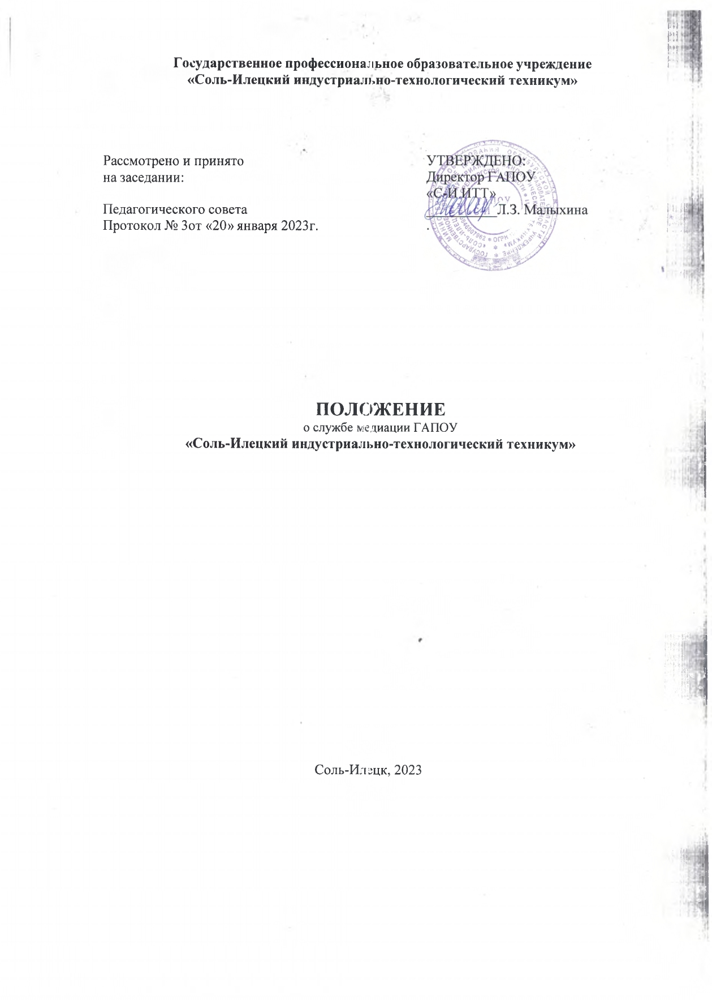 Государственное профессиональное образовательное учреждение
«Соль-Илецкий индустриально-технологический техникум»
Рассмотрено и принято
на заседании:
Педагогического совета
Протокол № 3от «20» января 2023г.
УТВЕРЖДЕНО:
Директор ГАПОУ
«С-И ИТТ»
__________Л.З. Малыхина
.
ПОЛОЖЕНИЕ
о службе медиации ГАПОУ
«Соль-Илецкий индустриально-технологический техникум»
Соль-Илецк, 2023